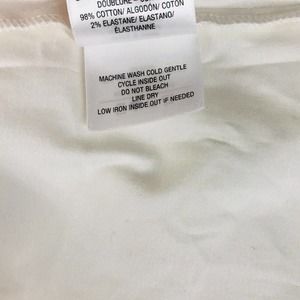 DOUBLURE
98% COTTON/ ALGODÓN/ COTON
2% ELASTANE/ ELASTANO/
ÉLASTHANNE
MACHINE WASH COLD GENTLE
CYCLE INSIDE OUT
DO NOT BLEACH
LINE DRY
LOW IRON INSIDE OUT IF NEEDED